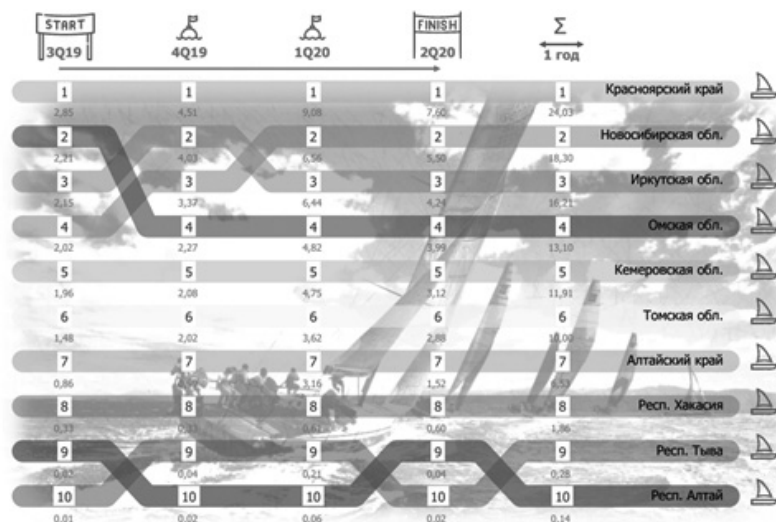 START FINISH Σ
3Q19 4Q19 1Q20 2Q20 1 год
1 1 1 1 1 Красноярский край
2,85 4,51 9,08 7,60 24,03
2 2 2 2 2 Новосибирская обл.
2,21 4,03 6,56 5,50 18,30
3 3 3 3 3 Иркутская обл.
2,15 3,37 6,44 4,24 16,21
4 4 4 4 4 Омская обл.
2,02 2,27 4,82 3,99 13,10
5 5 5 5 5 Кемеровская обл.
1,96 2,08 4,75 3,12 11,91
6 6 6 6 6 Томская обл.
1,48 2,02 3,62 2,88 10,00
7 7 7 7 7 Алтайский край
0,86 3,16 1,52 6,53
8 8 8 8 8 Респ. Хакасия
0,33 0,33 0,61 0,60 1,86
9 9 9 9 9 Респ. Тыва
0,04 0,21 0,04 0,28
10 10 10 10 10 Респ. Алтай
0,01 0,02 0,06 0,02 0,14